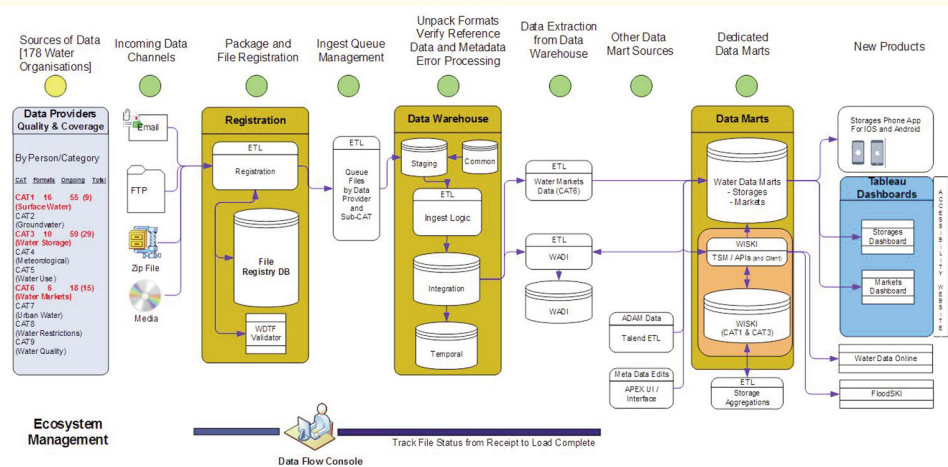 Sources of Data
[178 Water
Organisations]
Incoming Data
Channels
Package and
File Registration
Ingest Queue
Management
Unpack Formats
Verify Reference
Data and Metadata
Error Processing
Data Extraction
from Data
Warehouse
Other Data
Mart Sources
Dedicated
Data Marts
New Products
Data Providers
Quality & Coverage
By Person/Category
CAT Formats Ongoing Total
CAT1 16 55 (9)
(Surface Water)
CAT2
(Groundwater)
CAT3 10 59 (29)
(Water Storage)
CAT4
(Meteorological)
CAT5
(Water Use)
CAT6 6 18 (15)
(Water Markets)
CAT7
(Urban Water)
CAT8
(Water Restrictions)
CAT9
(Water Quality)
Email
FTP
Zip File
Media
Registration
ETL
Registration
File
Registry DB
WDTF
Validator
ETL
Queue
Files
by Data
Provider
and
Sub-CAT
Data Warehouse
Staging
Common
ETL
Ingest Logic
Integration
Temporal
ETL
Water Markets
Data (CAT6)
ETL
WADI
WADI
ADAM Data
Talend ETL
Meta Data Edits
APEX UI /
Interface
Data Marts
Water Data Marts
- Storages
- Markets
WISKI
TSM / APIs (and Client)
WISKI
(CAT1 & CAT3)
ETL
Storage
Aggregations
Storages Phone App
For IOS and Android
Tableau
Dashboards
Storages
Dashboard
Markets
Dashboard
ACCESSIBILITY WEBSITE
Water Data Online
FloodSKI
Ecosystem
Management
Data Flow Console
Track File Status from Receipt to Load Complete